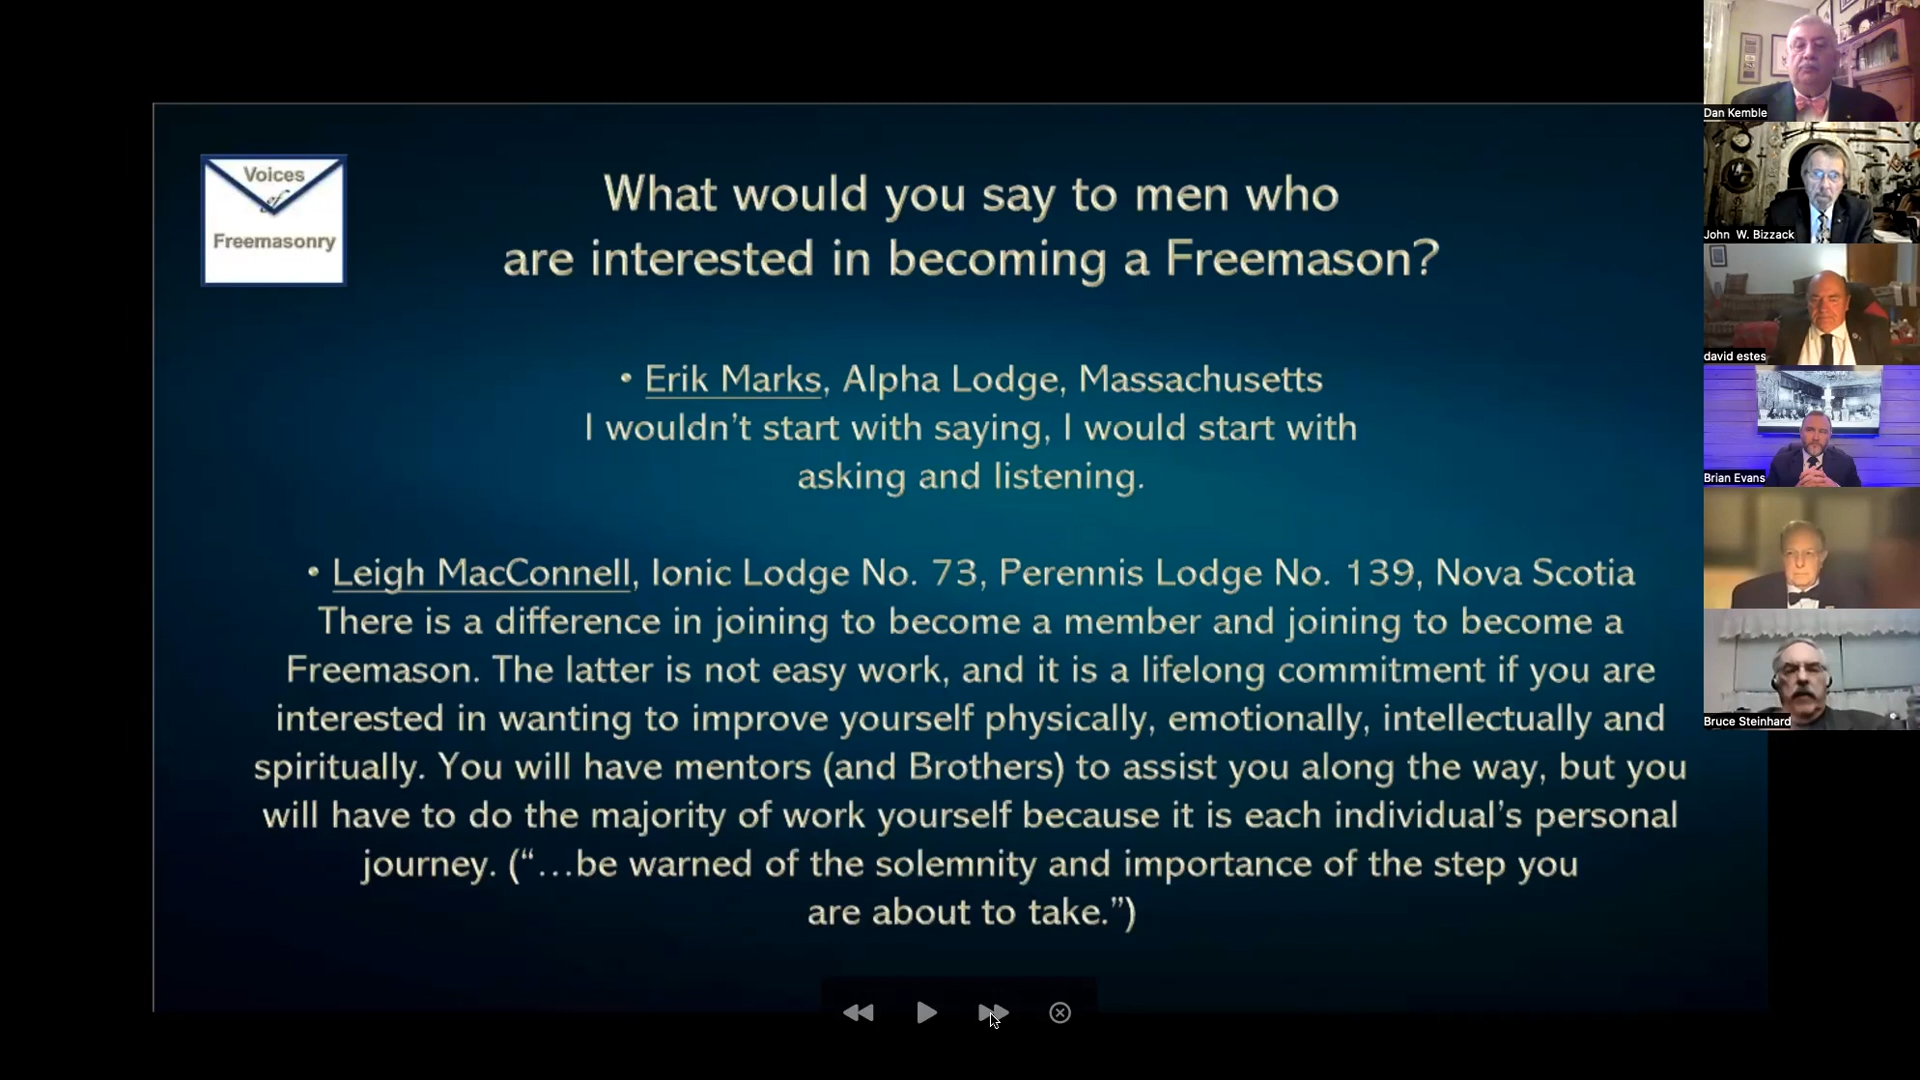 Voices
of
Freemasonry
What would you say to men who
are interested in becoming a Freemason?
• Erik Marks, Alpha Lodge, Massachusetts
I wouldn’t start with saying, I would start with
asking and listening.
• Leigh MacConnell, Ionic Lodge No. 73, Perennis Lodge No. 139, Nova Scotia
There is a difference in joining to become a member and joining to become a
Freemason. The latter is not easy work, and it is a lifelong commitment if you are
interested in wanting to improve yourself physically, emotionally, intellectually and
spiritually. You will have mentors (and Brothers) to assist you along the way, but you
will have to do the majority of work yourself because it is each individual’s personal
journey. (“...be warned of the solemnity and importance of the step you
are about to take.”)
Dan Kemble
John W. Bizzack
david estes
Brian Evans
Bruce Steinhard